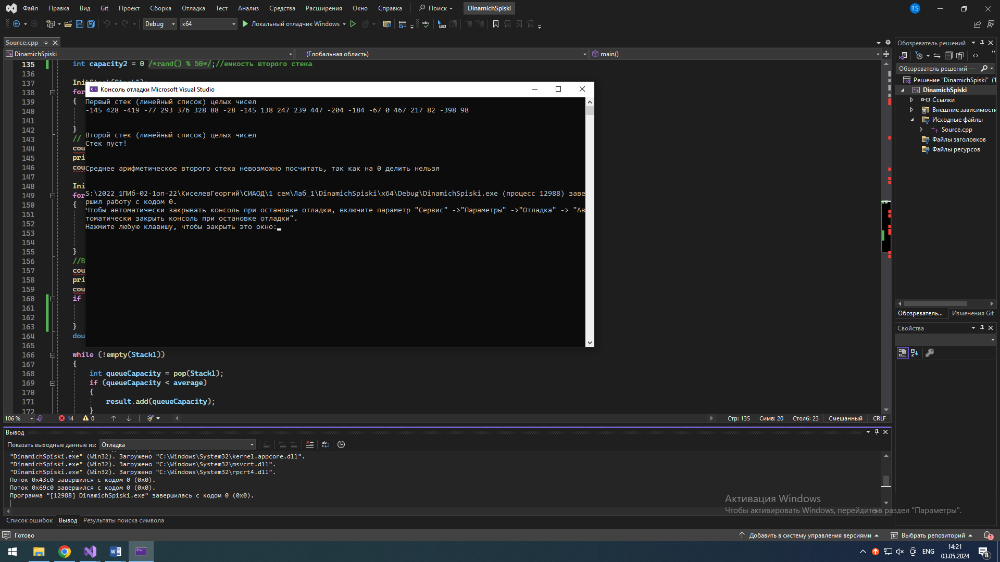 Файл Правка Вид Git Проект Сборка Отладка Тест Анализ Средства Расширения Окно Справка Поиск DinamichSpiski TS
Debug x64 Локальный отладчик Windows
Source.cpp
DinamichSpiski (Глобальная область) main()
135 int capacity2 = 0 /*rand() % 50*/;//емкость второго стека
136
137
138 for
139 {
140
141
142 }
143 //
144 cou
145 pri
146 cou
147
148 Ini
149 for
150 {
151
152
153
154
155 }
156 //В
157 cou
158 pri
159 cou
160 if
161
162
163 }
164 dou
165
166 while (!empty(Stack1))
167 {
168 int queueCapacity = pop(Stack1);
169 if (queueCapacity < average)
170 {
171 result.add(queueCapacity);
172 }
Консоль отладки Microsoft Visual Studio
Первый стек (линейный список) целых чисел
-145 428 -419 -77 293 376 328 88 -28 -145 138 247 239 447 -204 -184 -67 0 467 217 82 -398 98
Второй стек (линейный список) целых чисел
Стек пуст!
Среднее арифметическое второго стека невозможно посчитать, так как на 0 делить нельзя
S:\2022_1ПИб-02-1оп-22\КиселевГеоргий\СИАОД\1 сем\Лаб_1\DinamichSpiski\x64\Debug\DinamichSpiski.exe (процесс 12988) заве
ршил работу с кодом 0.
Чтобы автоматически закрывать консоль при остановке отладки, включите параметр "Сервис" ->"Параметры" ->"Отладка" -> "Ав
томатически закрыть консоль при остановке отладки".
Нажмите любую клавишу, чтобы закрыть это окно:
106 % 14 0 Стр: 135 Симв: 20 Столб: 23 Смешанный CRLF
Вывод
Показать выходные данные из: Отладка
"DinamichSpiski.exe" (Win32). Загружено "C:\Windows\System32\kernel.appcore.dll".
"DinamichSpiski.exe" (Win32). Загружено "C:\Windows\System32\msvcrt.dll".
"DinamichSpiski.exe" (Win32). Загружено "C:\Windows\System32\rpcrt4.dll".
Поток 0x43c0 завершился с кодом 0 (0x0).
Поток 0x69c0 завершился с кодом 0 (0x0).
Программа "[12988] DinamichSpiski.exe" завершилась с кодом 0 (0x0).
Список ошибок Вывод Результаты поиска символа
Обозреватель решений
Обозреватель решений —
Решение "DinamichSpiski" (1
DinamichSpiski
Ссылки
Внешние зависимости
Исходные файлы
Source.cpp
Файлы заголовков
Файлы ресурсов
Обозреватель... Изменения Git
Свойства
Активация Windows
Чтобы активировать Windows, перейдите в раздел "Параметры".
Готово Добавить в систему управления версиями Выбрать репозиторий 1
ENG 14:21
03.05.2024 8